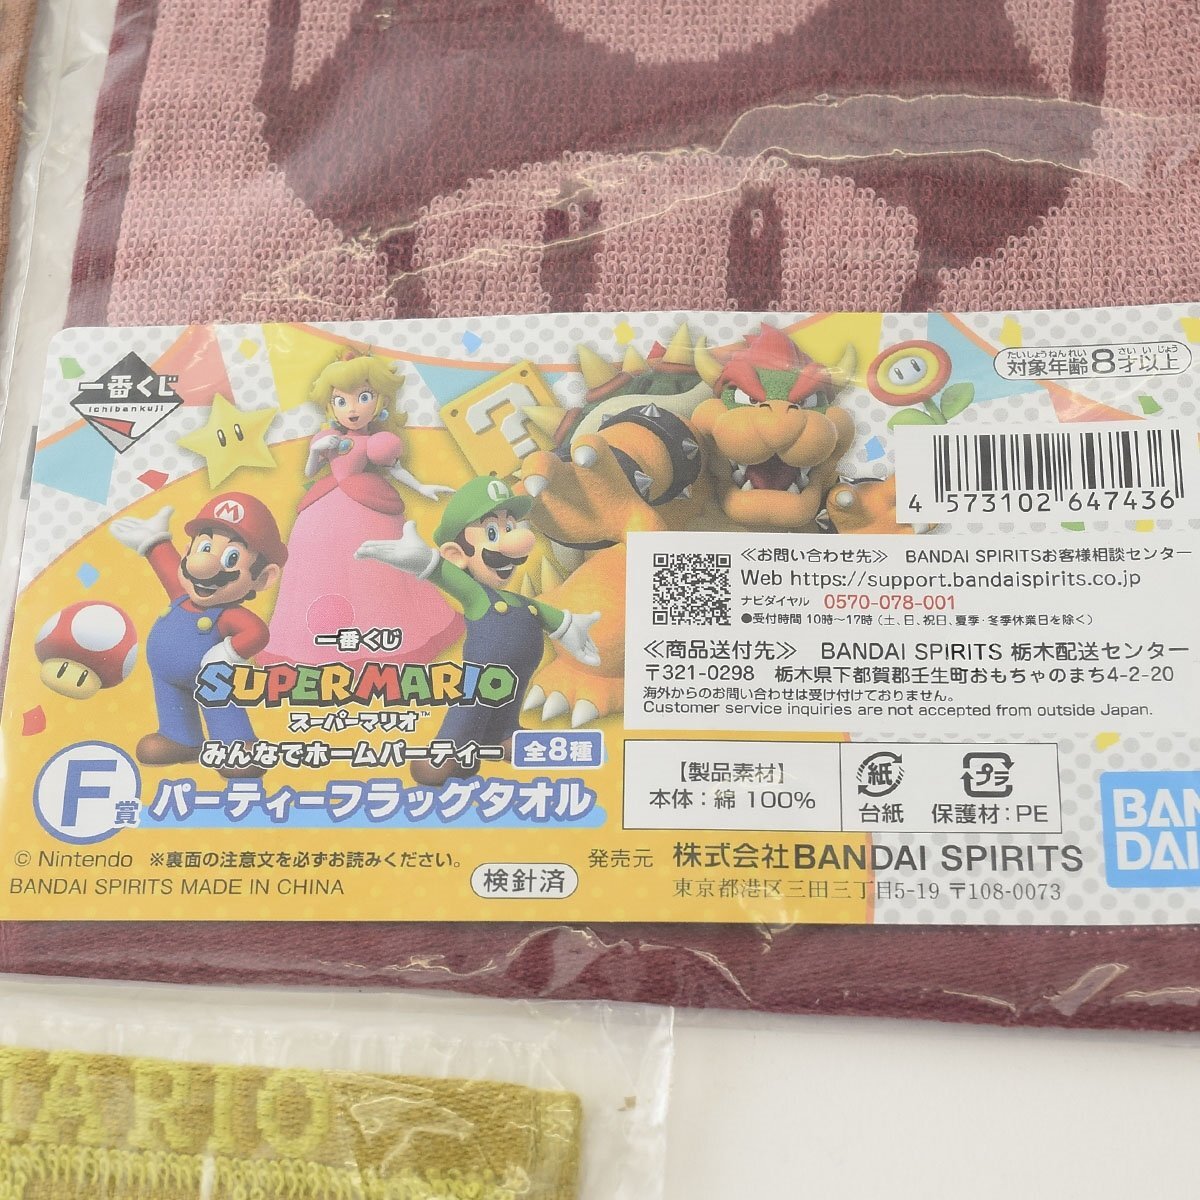 一番くじ
ichibankuji
たいしょうねんれい さい いじょう
対象年齢8才以上
4 573102 647436
≪お問い合わせ先≫ BANDAI SPIRITSお客様相談センター
Web https://support.bandaispirits.co.jp
ナビダイヤル 0570-078-001
●受付時間 10時~17時(土、日、祝日、夏季・冬季休業日を除く)
≪商品送付先≫ BANDAI SPIRITS 栃木配送センター
〒321-0298 栃木県下都賀郡壬生町おもちゃのまち4-2-20
海外からのお問い合わせは受け付けておりません。
Customer service inquiries are not accepted from outside Japan.
一番くじ
SUPER MARIO
スーパーマリオ™
みんなでホームパーティー 全8種
F賞 パーティーフラッグタオル
【製品素材】
本体:綿 100%
紙
台紙
プラ
保護材:PE
BAN
DAI
© Nintendo ※裏面の注意文を必ずお読みください。
BANDAI SPIRITS MADE IN CHINA
検針済
発売元 株式会社BANDAI SPIRITS
東京都港区三田三丁目5-19 〒108-0073
MARIO